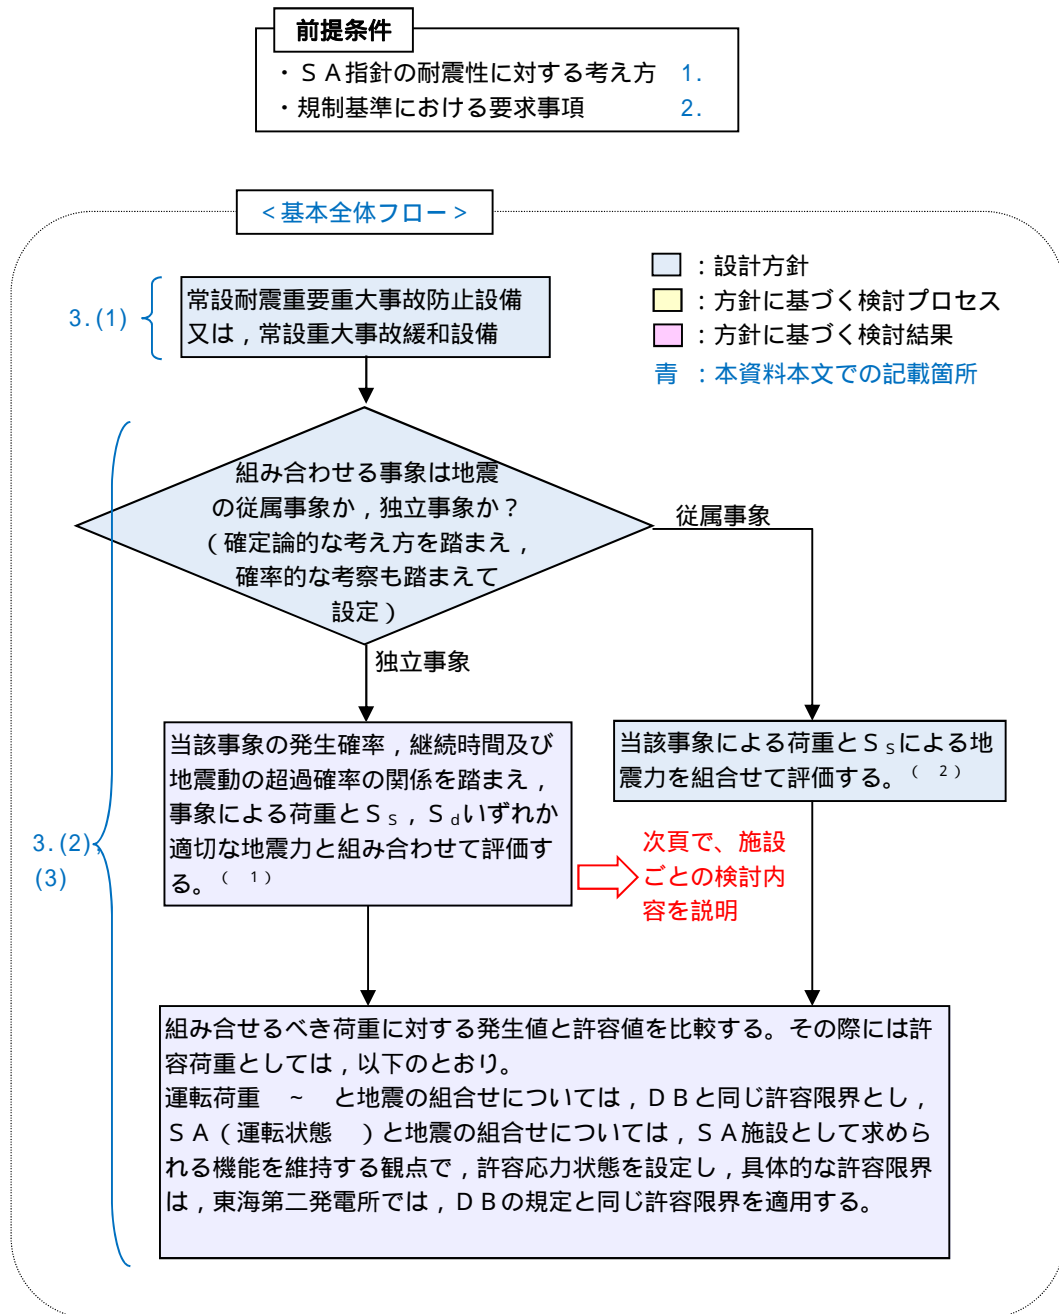 前提条件
・ＳＡ指針の耐震性に対する考え方 1.
・規制基準における要求事項 2.
＜基本全体フロー＞
：設計方針
：方針に基づく検討プロセス
：方針に基づく検討結果
青 ：本資料本文での記載箇所
3.(1)
常設耐震重要重大事故防止設備
又は，常設重大事故緩和設備
組み合わせる事象は地震
の従属事象か，独立事象か？
（確定論的な考え方を踏まえ，
確率的な考察も踏まえて
設定）
従属事象
独立事象
3.(2),
(3)
当該事象の発生確率，継続時間及び
地震動の超過確率の関係を踏まえ，
事象による荷重とＳｓ，Ｓｄいずれか
適切な地震力と組み合わせて評価す
る。（ 1）
当該事象による荷重とＳｓによる地
震力を組合せて評価する。（ 2）
次頁で、施設
ごとの検討内
容を説明
組み合せるべき荷重に対する発生値と許容値を比較する。その際には許
容荷重としては，以下のとおり。
運転荷重 ～ と地震の組合せについては，ＤＢと同じ許容限界とし，
ＳＡ（運転状態 ）と地震の組合せについては，ＳＡ施設として求めら
れる機能を維持する観点で，許容応力状態を設定し，具体的な許容限界
は，東海第二発電所では，ＤＢの規定と同じ許容限界を適用する。